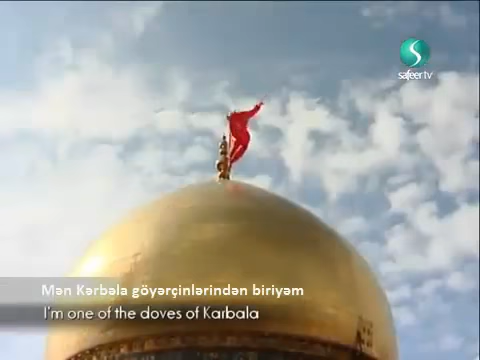 safeer tv
Mən Kərbəla göyərçinlərindən biriyəm
I'm one of the doves of Karbala